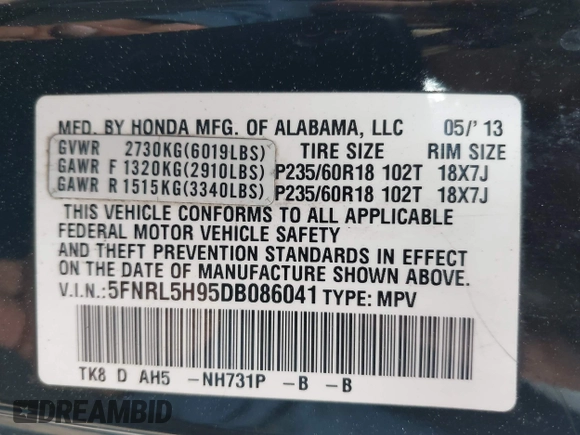 MFD. BY HONDA MFG. OF ALABAMA, LLC 05/'13
GVWR 2730KG(6019LBS) TIRE SIZE RIM SIZE
GAWR F 1320KG(2910LBS) P235/60R18 102T 18X7J
GAWR R 1515KG(3340LBS) P235/60R18 102T 18X7J
THIS VEHICLE CONFORMS TO ALL APPLICABLE
FEDERAL MOTOR VEHICLE SAFETY
AND THEFT PREVENTION STANDARDS IN EFFECT
ON THE DATE OF MANUFACTURE SHOWN ABOVE.
V.I.N.:5FNRL5H95DB086041 TYPE: MPV
TK8 D AH5 -NH731P -B -B
DREAMBID